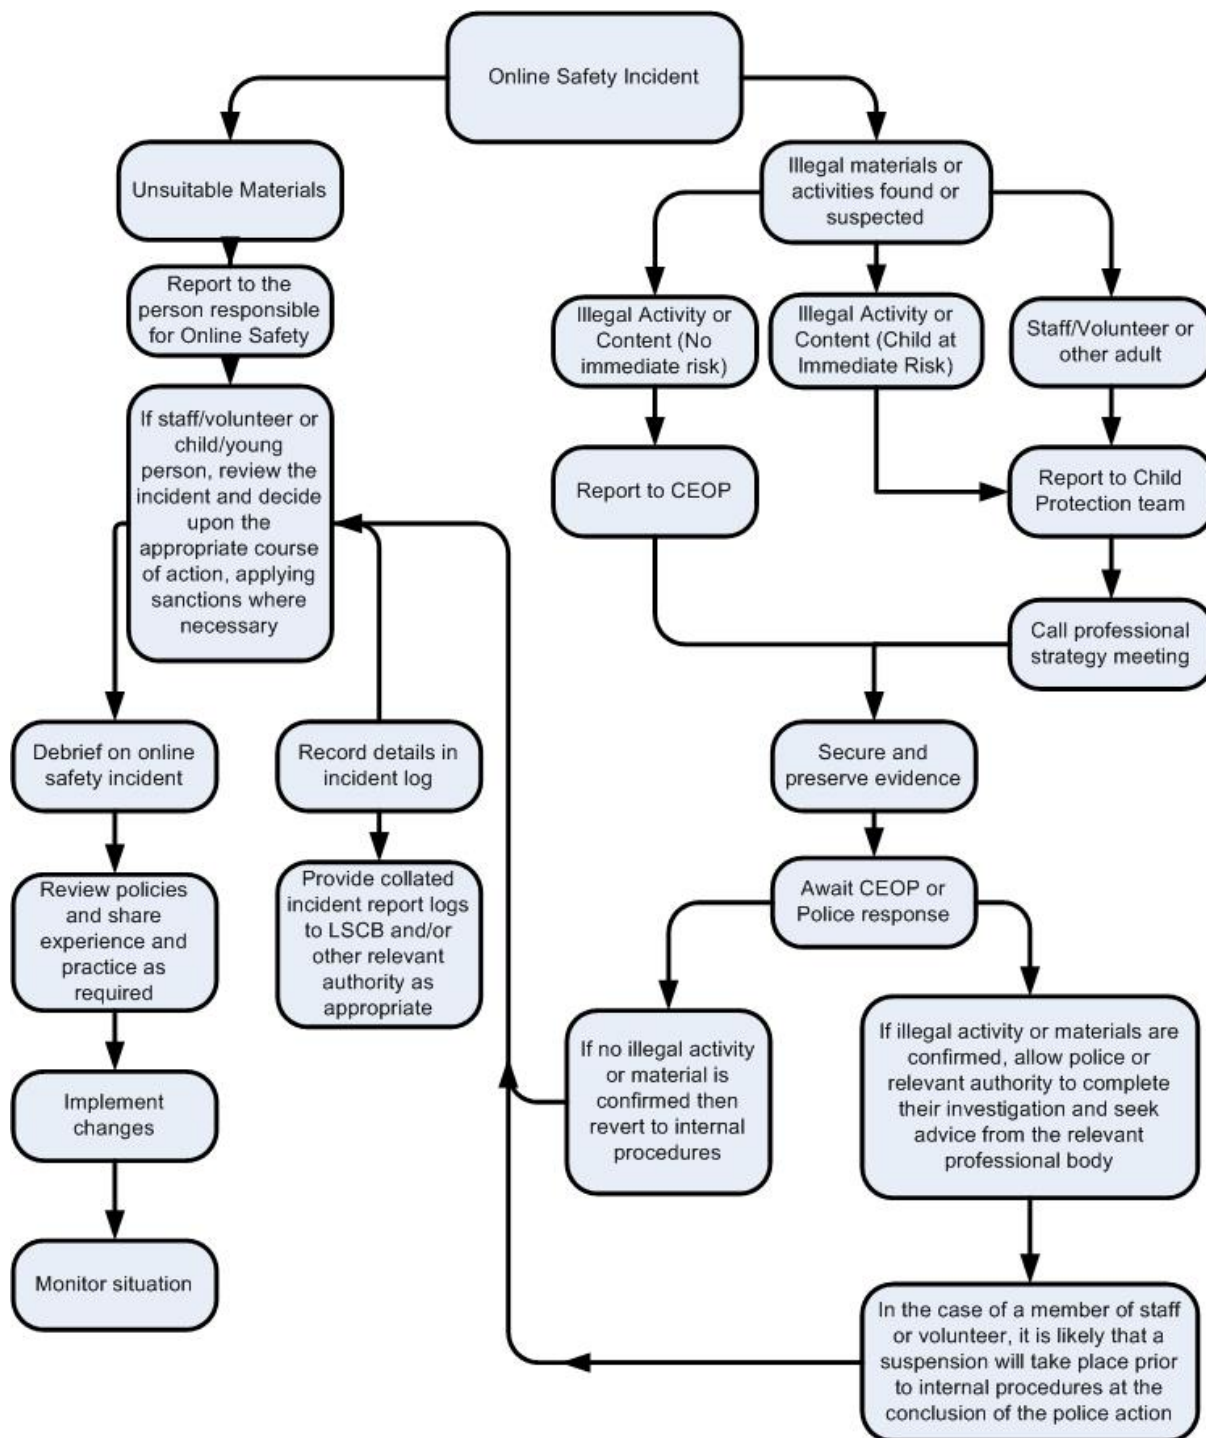 Online Safety Incident
Unsuitable Materials
Illegal materials or
activities found or
suspected
Report to the
person responsible
for Online Safety
Illegal Activity or
Content (No
immediate risk)
Illegal Activity or
Content (Child at
Immediate Risk)
Staff/Volunteer or
other adult
If staff/volunteer or
child/young
person, review the
incident and decide
upon the
appropriate course
of action, applying
sanctions where
necessary
Report to CEOP
Report to Child
Protection team
Call professional
strategy meeting
Debrief on online
safety incident
Record details in
incident log
Secure and
preserve evidence
Review policies
and share
experience and
practice as
required
Provide collated
incident report logs
to LSCB and/or
other relevant
authority as
appropriate
Await CEOP or
Police response
If no illegal activity
or material is
confirmed then
revert to internal
procedures
If illegal activity or materials are
confirmed, allow police or
relevant authority to complete
their investigation and seek
advice from the relevant
professional body
Implement
changes
Monitor situation
In the case of a member of staff
or volunteer, it is likely that a
suspension will take place prior
to internal procedures at the
conclusion of the police action